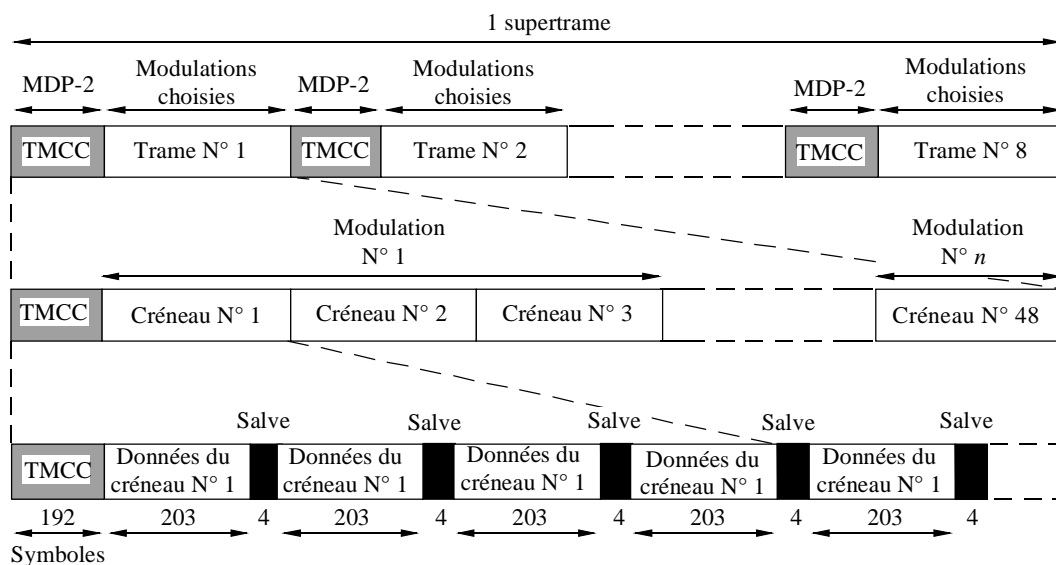 1 supertrame
MDP-2
Modulations
choisies
MDP-2
Modulations
choisies
MDP-2
Modulations
choisies
TMCC
Trame N° 1
TMCC
Trame N° 2
TMCC
Trame N° 8
Modulation
N° 1
Modulation
N° n
TMCC
Créneau N° 1
Créneau N° 2
Créneau N° 3
Créneau N° 48
Salve
Salve
Salve
Salve
Salve
TMCC
Données du
créneau N° 1
Données du
créneau N° 1
Données du
créneau N° 1
Données du
créneau N° 1
Données du
créneau N° 1
192
203
4
203
4
203
4
203
4
203
4
Symboles